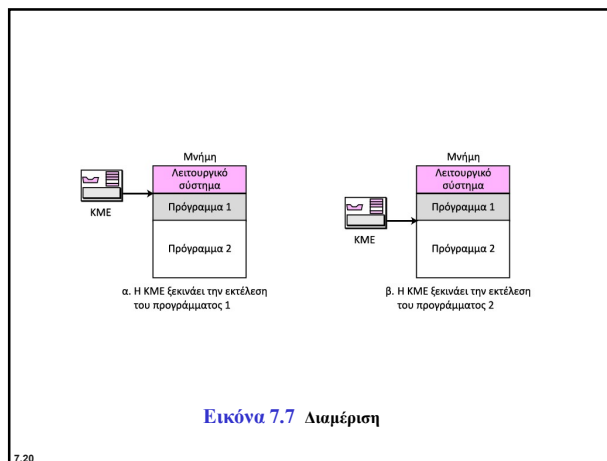 Μνήμη
Λειτουργικό
σύστημα
Πρόγραμμα 1
Πρόγραμμα 2
ΚΜΕ
α. Η ΚΜΕ ξεκινάει την εκτέλεση
του προγράμματος 1
Μνήμη
Λειτουργικό
σύστημα
Πρόγραμμα 1
Πρόγραμμα 2
ΚΜΕ
β. Η ΚΜΕ ξεκινάει την εκτέλεση
του προγράμματος 2
Εικόνα 7.7 Διαμέριση
7.20